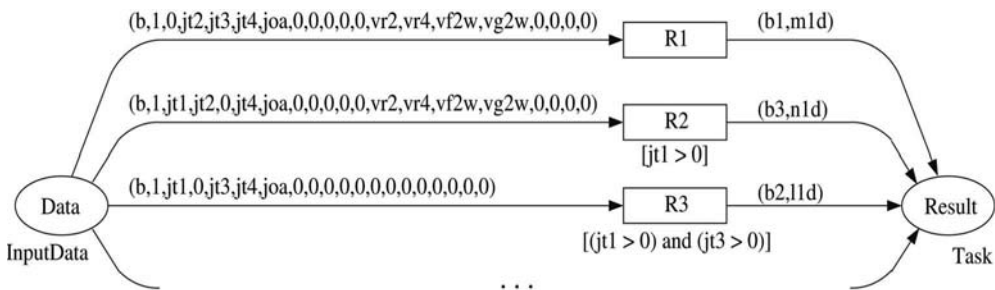 (b,1,0,jt2,jt3,jt4,joa,0,0,0,0,0,vr2,vr4,vf2w,vg2w,0,0,0,0)
R1
(b1,m1d)
(b,1,jt1,jt2,0,jt4,joa,0,0,0,0,0,vr2,vr4,vf2w,vg2w,0,0,0,0)
R2
(b3,n1d)
[jt1 > 0]
(b,1,jt1,0,jt3,jt4,joa,0,0,0,0,0,0,0,0,0,0,0,0,0)
Data
R3
(b2,l1d)
Result
InputData
[(jt1 > 0) and (jt3 > 0)]
Task
. . .